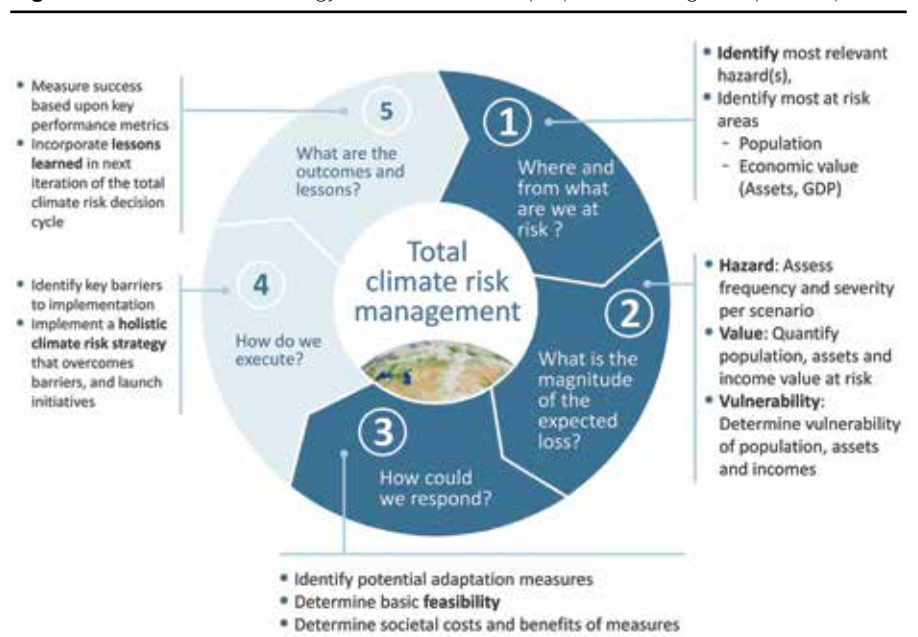 Total
climate risk
management
1
Where and
from what
are we at
risk ?
• Identify most relevant
hazard(s),
• Identify most at risk
areas
- Population
- Economic value
(Assets, GDP)
2
What is the
magnitude
of the
expected
loss?
• Hazard: Assess
frequency and severity
per scenario
• Value: Quantify
population, assets and
income value at risk
• Vulnerability:
Determine vulnerability
of population, assets
and incomes
3
How could
we respond?
• Identify potential adaptation measures
• Determine basic feasibility
• Determine societal costs and benefits of measures
4
How do we
execute?
• Identify key barriers
to implementation
• Implement a holistic
climate risk strategy
that overcomes
barriers, and launch
initiatives
5
What are the
outcomes and
lessons?
• Measure success
based upon key
performance metrics
• Incorporate lessons
learned in next
iteration of the total
climate risk decision
cycle